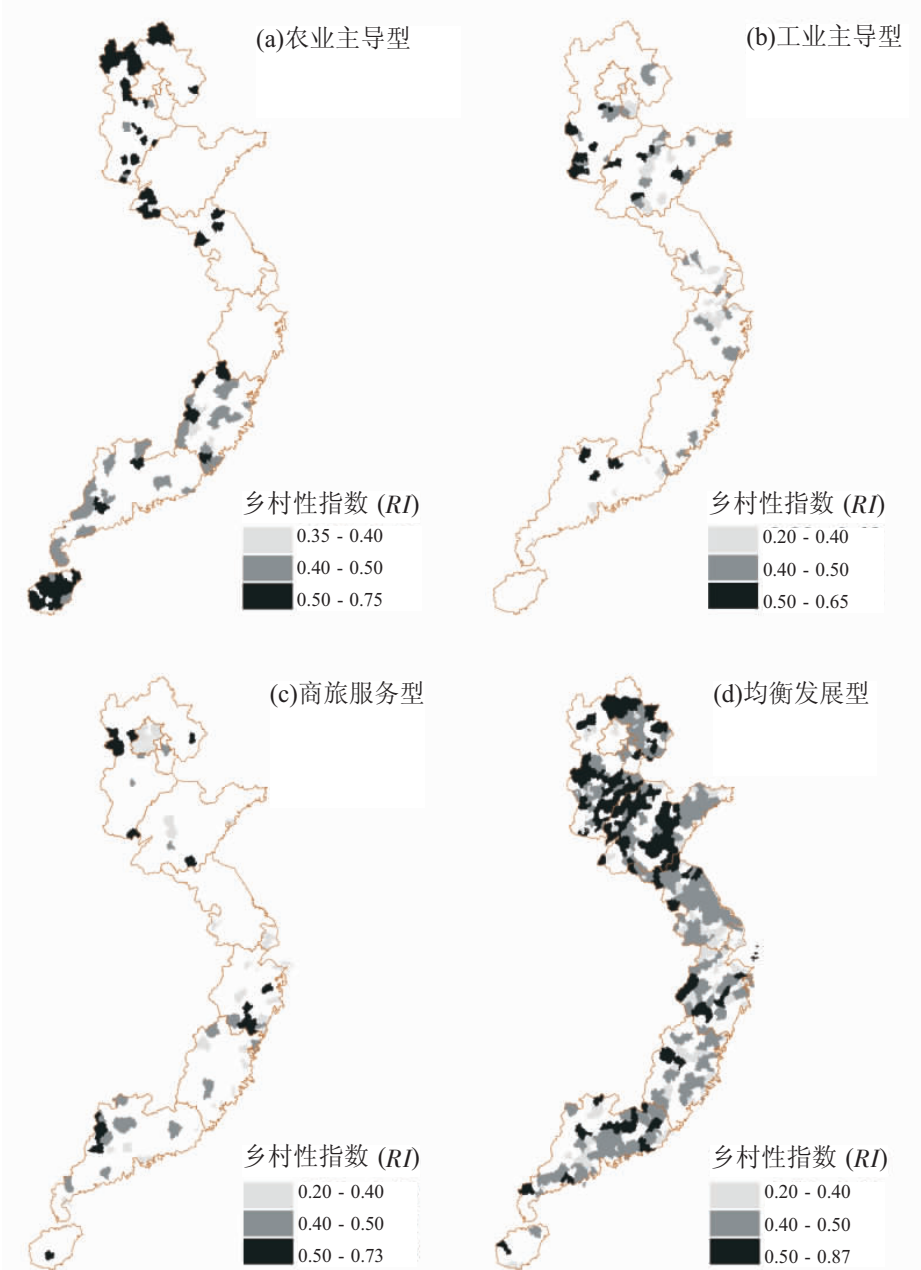 (a)农业主导型
(b)工业主导型
乡村性指数 (RI)
0.35 - 0.40
0.40 - 0.50
0.50 - 0.75
乡村性指数 (RI)
0.20 - 0.40
0.40 - 0.50
0.50 - 0.65
(c)商旅服务型
(d)均衡发展型
乡村性指数 (RI)
0.20 - 0.40
0.40 - 0.50
0.50 - 0.73
乡村性指数 (RI)
0.20 - 0.40
0.40 - 0.50
0.50 - 0.87